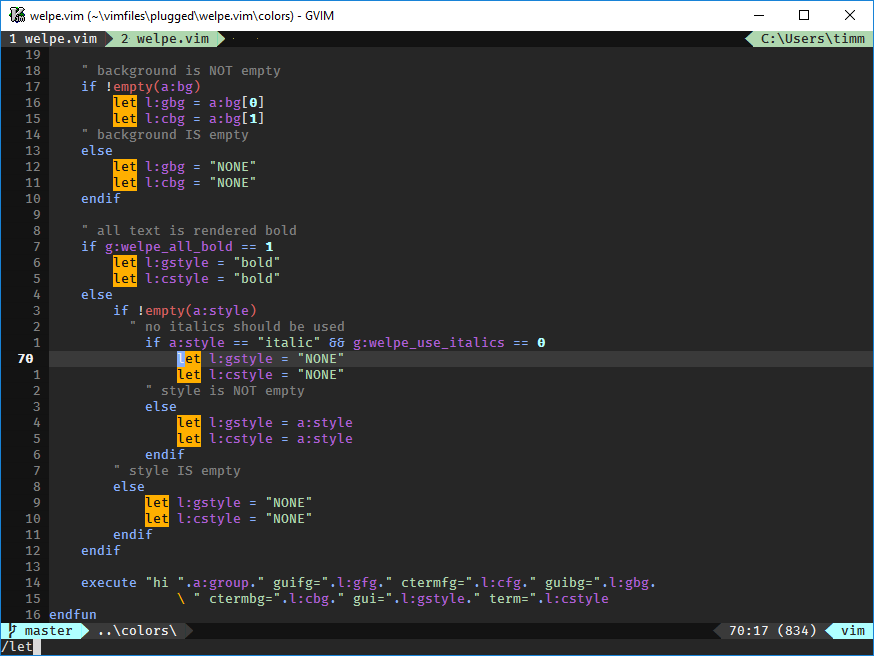 welpe.vim (~\vimfiles\plugged\welpe.vim\colors) - GVIM
1 welpe.vim 2 welpe.vim C:\Users\timm
19
18 " background is NOT empty
17 if !empty(a:bg)
16 let l:gbg = a:bg[0]
15 let l:cbg = a:bg[1]
14 " background IS empty
13 else
12 let l:gbg = "NONE"
11 let l:cbg = "NONE"
10 endif
9
8 " all text is rendered bold
7 if g:welpe_all_bold == 1
6 let l:gstyle = "bold"
5 let l:cstyle = "bold"
4 else
3 if !empty(a:style)
2 " no italics should be used
1 if a:style == "italic" && g:welpe_use_italics == 0
70 let l:gstyle = "NONE"
1 let l:cstyle = "NONE"
2 " style is NOT empty
3 else
4 let l:gstyle = a:style
5 let l:cstyle = a:style
6 endif
7 " style IS empty
8 else
9 let l:gstyle = "NONE"
10 let l:cstyle = "NONE"
11 endif
12 endif
13
14 execute "hi ".a:group." guifg=".l:gfg." ctermfg=".l:cfg." guibg=".l:gbg.
15 \ " ctermbg=".l:cbg." gui=".l:gstyle." term=".l:cstyle
16 endfun
master ..\colors\ 70:17 (834) vim
/let